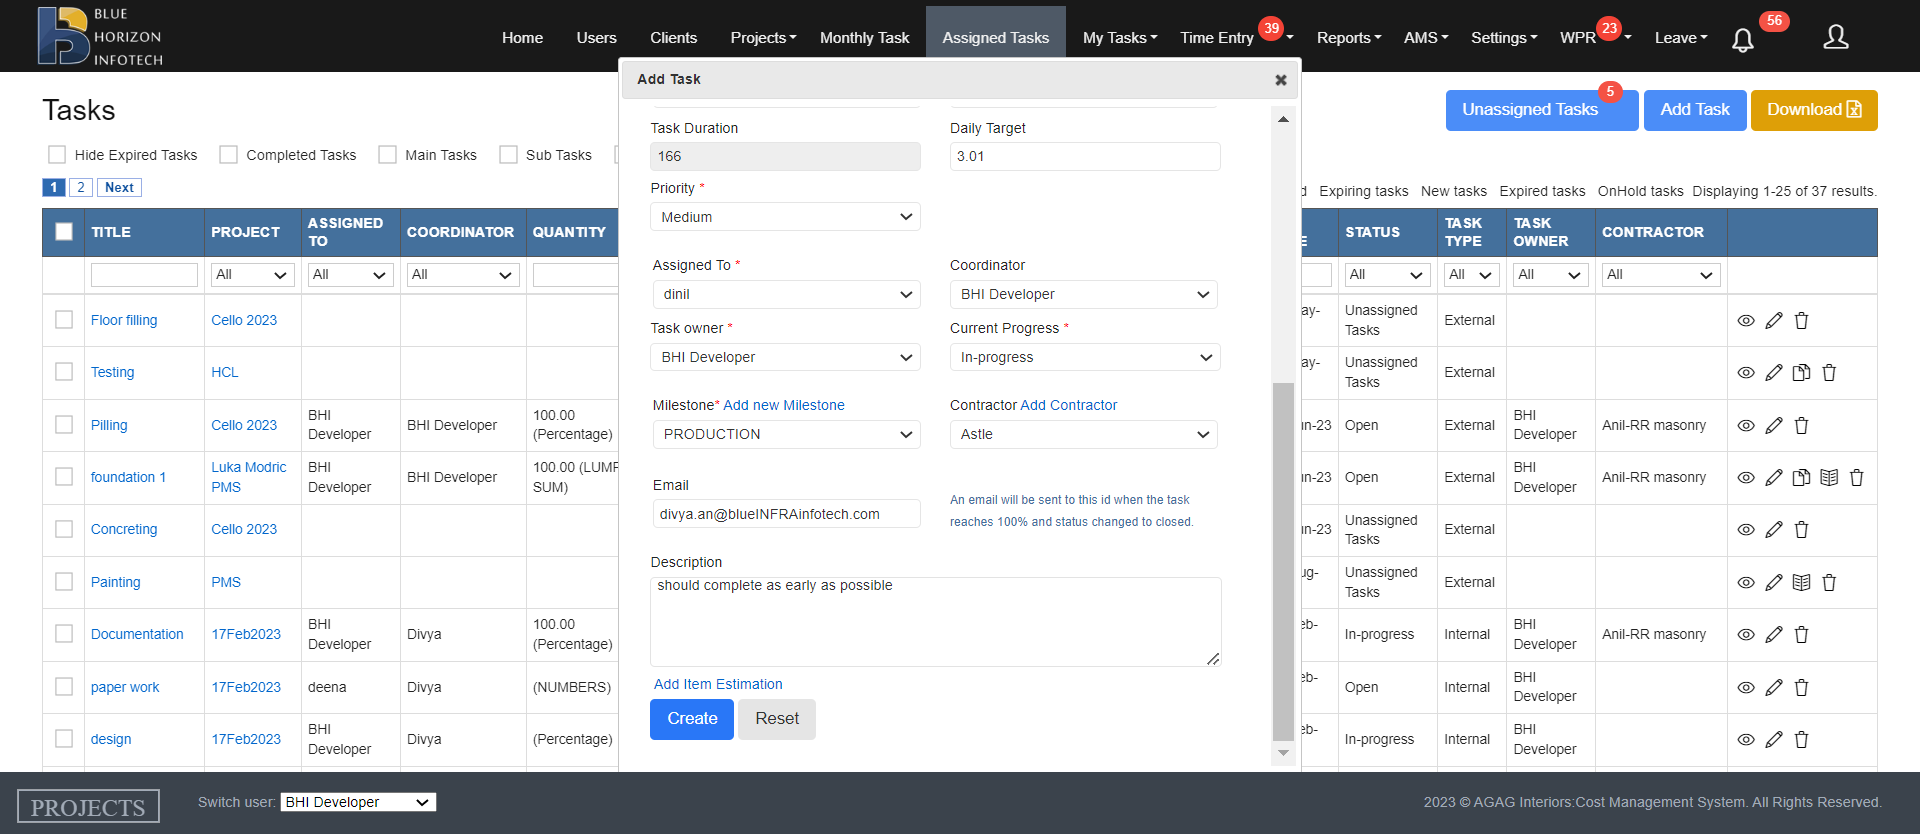 BLUE
HORIZON
INFOTECH
Home Users Clients Projects Monthly Task Assigned Tasks My Tasks Time Entry 39 Reports AMS Settings WPR 23 Leave 56
Add Task
Tasks
Unassigned Tasks 5 Add Task Download
Hide Expired Tasks Completed Tasks Main Tasks Sub Tasks
1 2 Next
Expiring tasks New tasks Expired tasks OnHold tasks Displaying 1-25 of 37 results.
TITLE PROJECT ASSIGNED TO COORDINATOR QUANTITY E STATUS TASK TYPE TASK OWNER CONTRACTOR
All All All All All All All
Floor filling Cello 2023 ay- Unassigned Tasks External
Testing HCL ay- Unassigned Tasks External
Pilling Cello 2023 BHI Developer BHI Developer 100.00 (Percentage) un-23 Open External BHI Developer Anil-RR masonry
foundation 1 Luka Modric PMS BHI Developer BHI Developer 100.00 (LUMP SUM) un-23 Open External BHI Developer Anil-RR masonry
Concreting Cello 2023 un-23 Unassigned Tasks External
Painting PMS ug- Unassigned Tasks External
Documentation 17Feb2023 BHI Developer Divya 100.00 (Percentage) eb- In-progress Internal BHI Developer Anil-RR masonry
paper work 17Feb2023 deena Divya (NUMBERS) eb- Open Internal BHI Developer
design 17Feb2023 BHI Developer Divya (Percentage) eb- In-progress Internal BHI Developer
Task Duration Daily Target
166 3.01
Priority *
Medium
Assigned To * Coordinator
dinil BHI Developer
Task owner * Current Progress *
BHI Developer In-progress
Milestone* Add new Milestone Contractor Add Contractor
PRODUCTION Astle
Email
divya.an@blueINFRAinfotech.com
An email will be sent to this id when the task
reaches 100% and status changed to closed.
Description
should complete as early as possible
Add Item Estimation
Create Reset
PROJECTS Switch user: BHI Developer 2023 © AGAG Interiors:Cost Management System. All Rights Reserved.